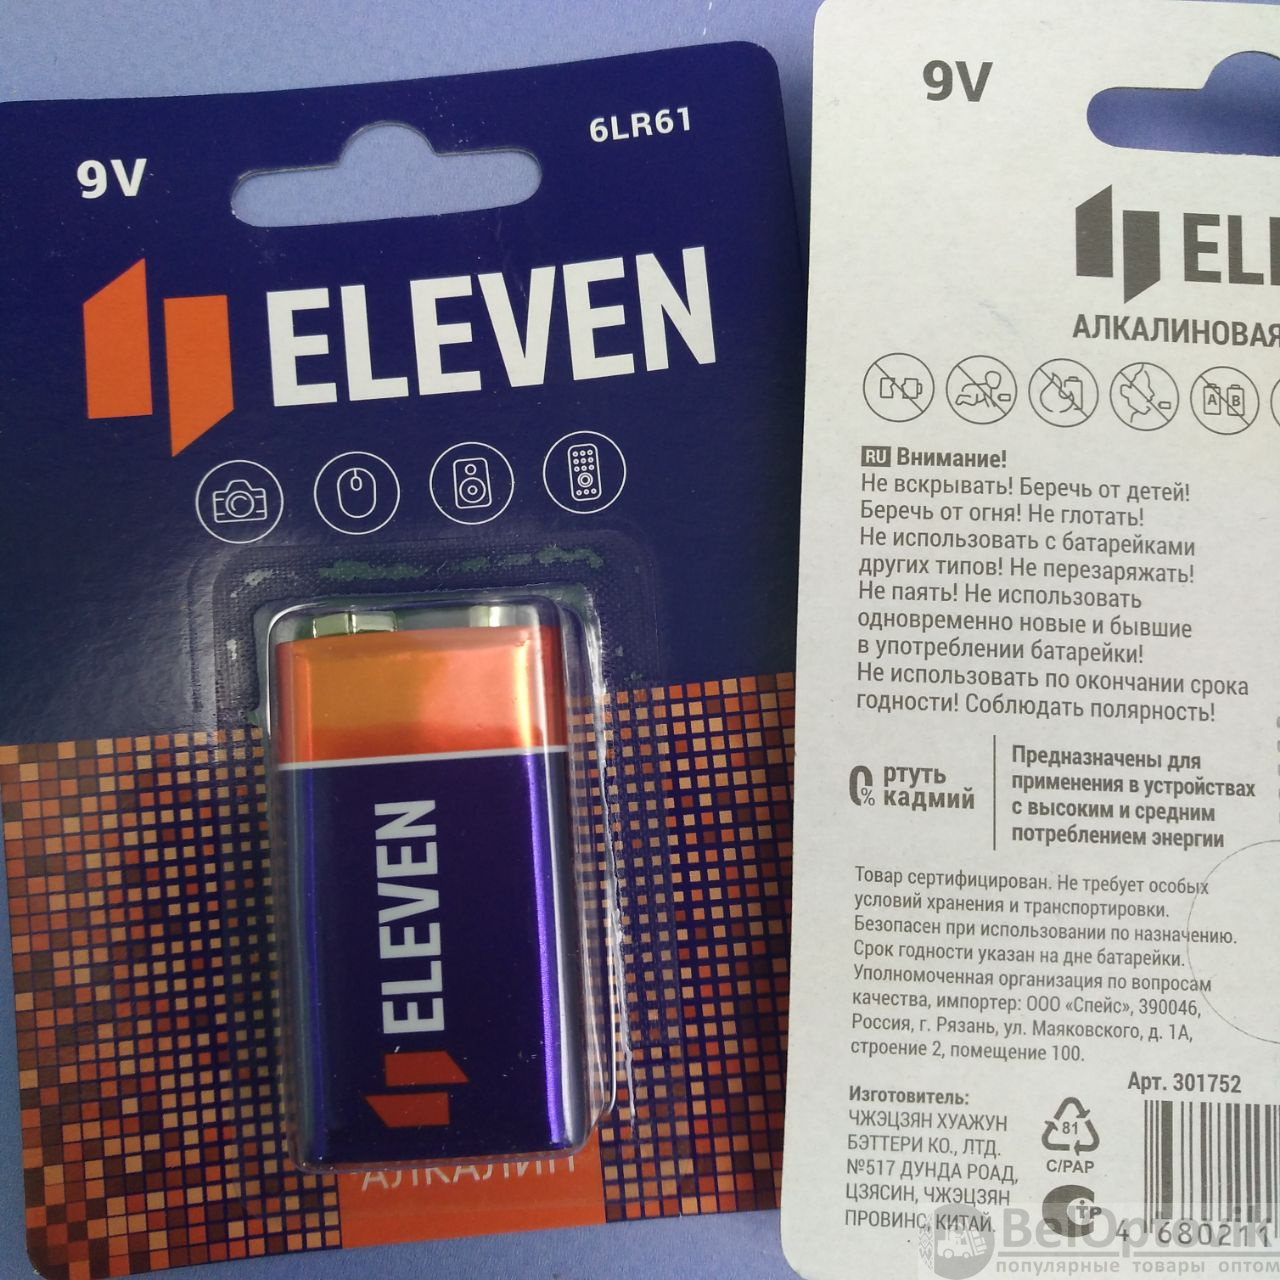 9V
6LR61
ELEVEN
ELEVEN
АЛКАЛИН
9V
АЛКАЛИНОВАЯ
A B
RU Внимание!
Не вскрывать! Беречь от детей!
Беречь от огня! Не глотать!
Не использовать с батарейками
других типов! Не перезаряжать!
Не паять! Не использовать
одновременно новые и бывшие
в употреблении батарейки!
Не использовать по окончании срока
годности! Соблюдать полярность!
0% ртуть
кадмий
Предназначены для
применения в устройствах
с высоким и средним
потреблением энергии
Товар сертифицирован. Не требует особых
условий хранения и транспортировки.
Безопасен при использовании по назначению.
Срок годности указан на дне батарейки.
Уполномоченная организация по вопросам
качества, импортер: ООО «Спейс», 390046,
Россия, г. Рязань, ул. Маяковского, д. 1А,
строение 2, помещение 100.
Арт. 301752
Изготовитель:
ЧЖЭЦЗЯН ХУАЖУН
БЭТТЕРИ КО., ЛТД.
№517 ДУНДА РОАД,
ЦЗЯСИН, ЧЖЭЦЗЯН
ПРОВИНС, КИТАЙ.
81
C/PAP
4 680211
BelOptovik
популярные товары оптом